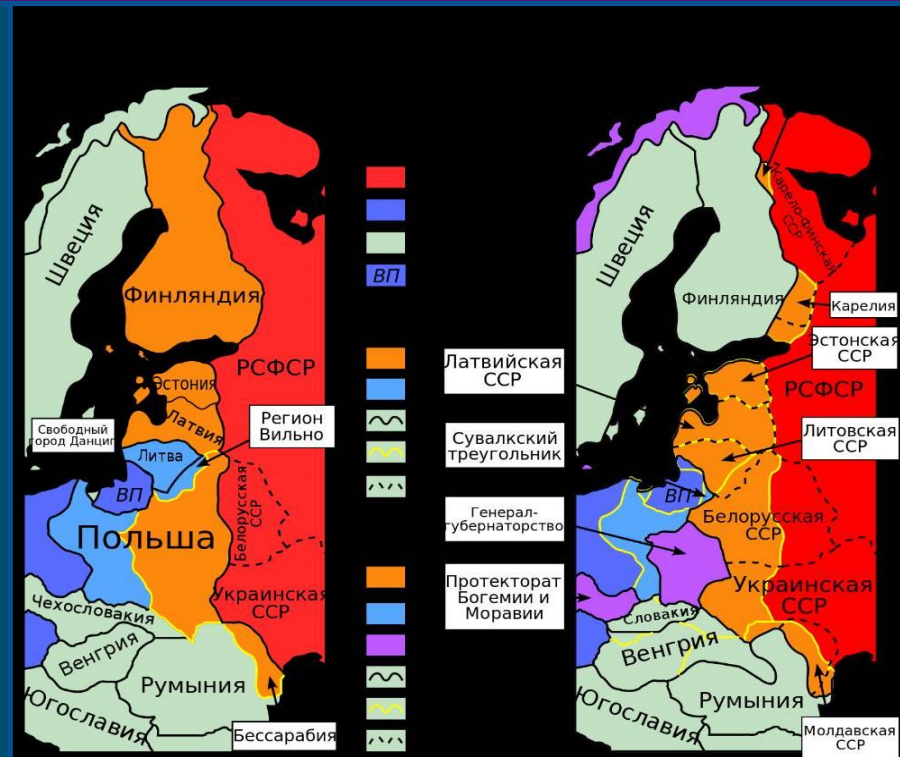 Швеция
Финляндия
РСФСР
Эстония
Латвия
Регион
Вильно
Свободный
город Данциг
Литва
ВП
Польша
Белорусская
ССР
Украинская
ССР
Чехословакия
Венгрия
Румыния
Югославия
Бессарабия
ВП
Латвийская
ССР
Сувалкский
треугольник
Генерал-
губернаторство
Протекторат
Богемии и
Моравии
Швеция
Карело-Финская
ССР
Финляндия
Карелия
Эстонская
ССР
РСФСР
Литовская
ССР
ВП
Белорусская
ССР
Украинская
ССР
Словакия
Венгрия
Румыния
Югославия
Молдавская
ССР